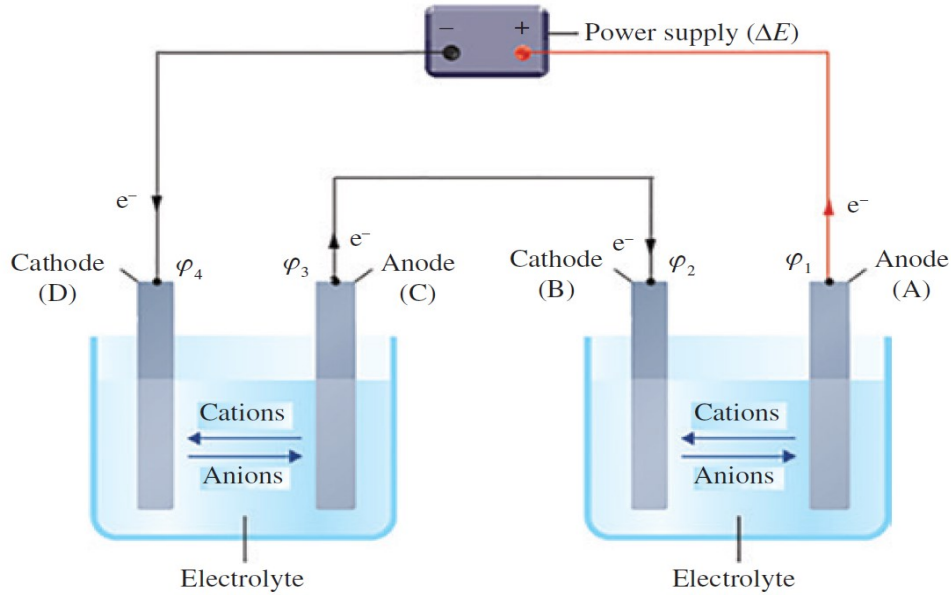 − + Power supply (ΔE)
e⁻ e⁻ e⁻ e⁻
Cathode φ₄ φ₃ Anode Cathode φ₂ φ₁ Anode
(D) (C) (B) (A)
Cations Cations
Anions Anions
Electrolyte Electrolyte